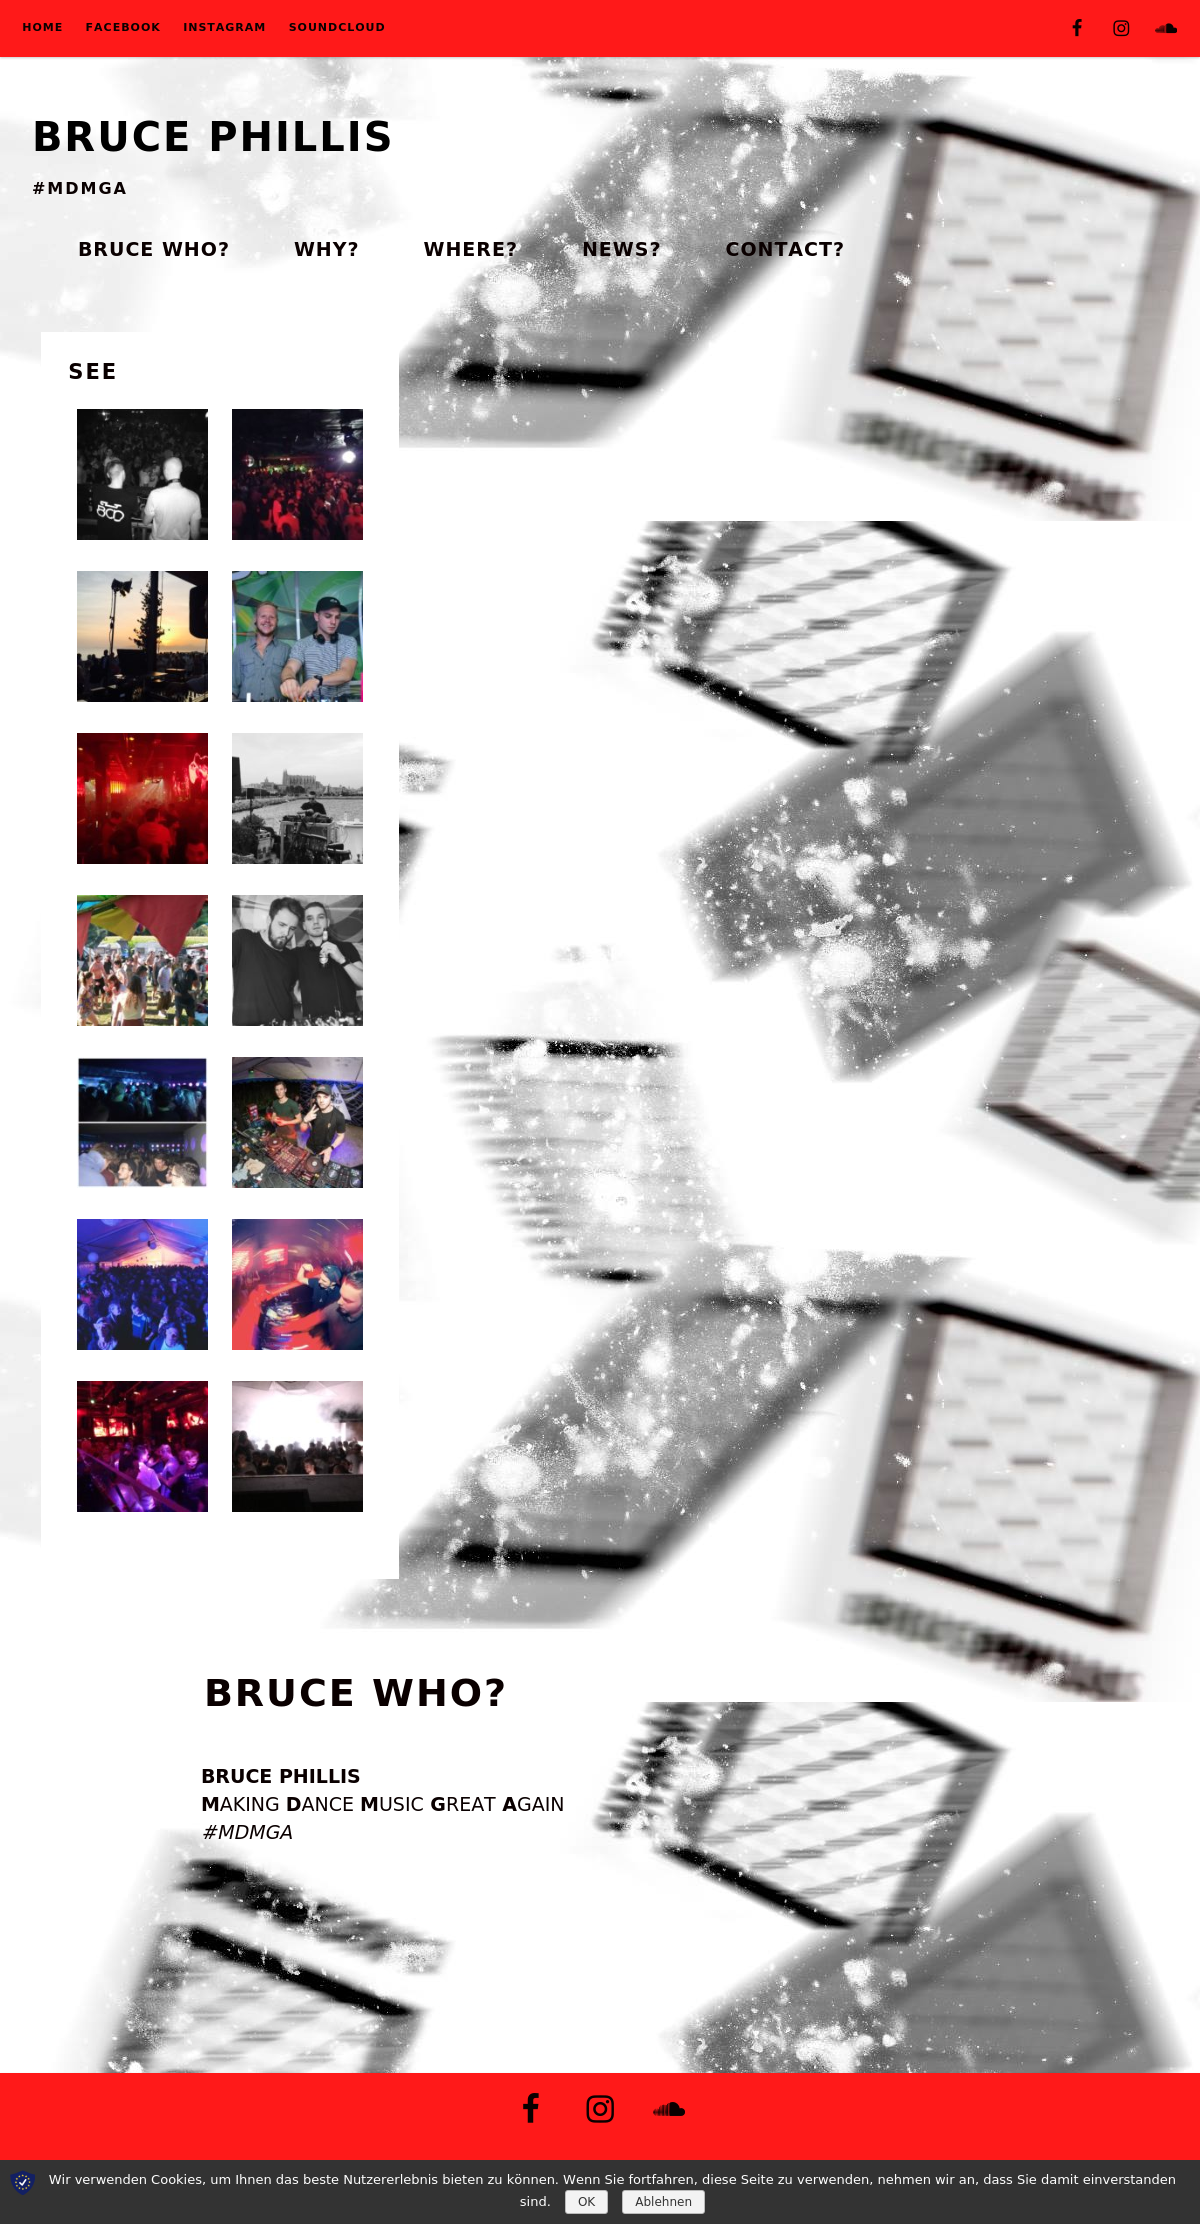 HOME FACEBOOK INSTAGRAM SOUNDCLOUD
BRUCE PHILLIS
#MDMGA
BRUCE WHO? WHY? WHERE? NEWS? CONTACT?
SEE
BRUCE WHO?
BRUCE PHILLIS
MAKING DANCE MUSIC GREAT AGAIN
#MDMGA
Wir verwenden Cookies, um Ihnen das beste Nutzererlebnis bieten zu können. Wenn Sie fortfahren, diese Seite zu verwenden, nehmen wir an, dass Sie damit einverstanden
sind. OK Ablehnen